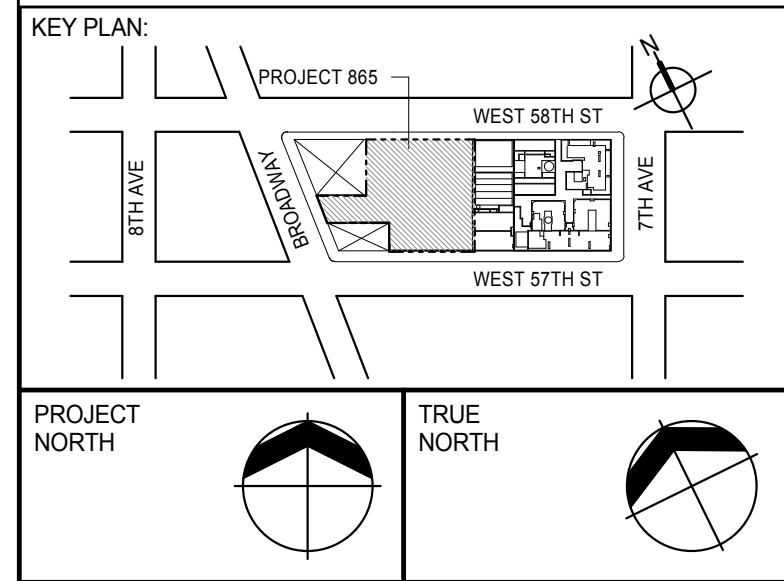 KEY PLAN:
N
PROJECT 865
WEST 58TH ST
8TH AVE
BROADWAY
7TH AVE
WEST 57TH ST
PROJECT
NORTH
TRUE
NORTH